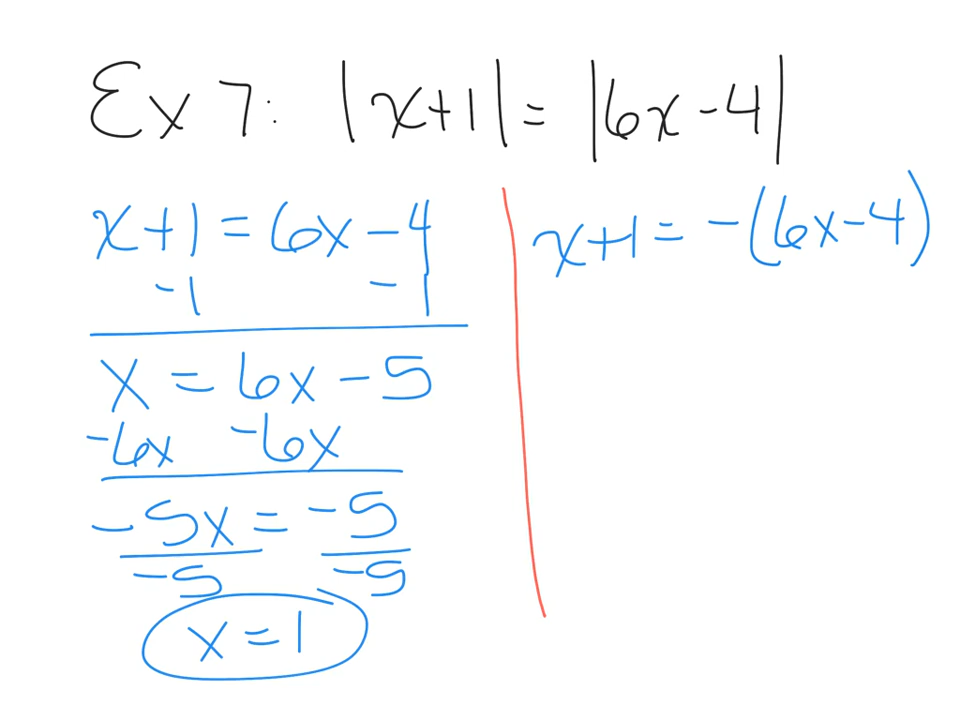 Ex 7: |x+1| = |6x-4|
x+1 = 6x-4
-1 -1
x = 6x-5
-6x -6x
-5x = -5
-5 -5
x=1
x+1 = -(6x-4)